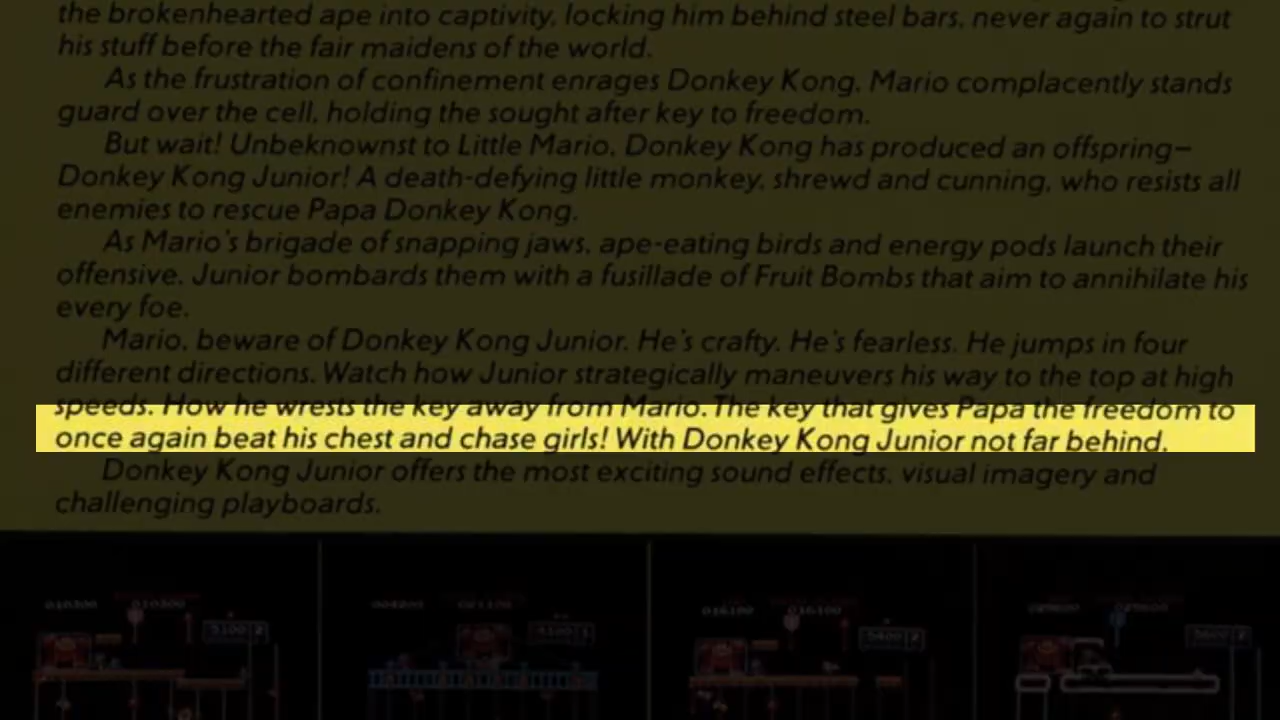 the brokenhearted ape into captivity, locking him behind steel bars, never again to strut
his stuff before the fair maidens of the world.
As the frustration of confinement enrages Donkey Kong, Mario complacently stands
guard over the cell, holding the sought after key to freedom.
But wait! Unbeknownst to Little Mario, Donkey Kong has produced an offspring—
Donkey Kong Junior! A death-defying little monkey, shrewd and cunning, who resists all
enemies to rescue Papa Donkey Kong.
As Mario's brigade of snapping jaws, ape-eating birds and energy pods launch their
offensive, Junior bombards them with a fusillade of Fruit Bombs that aim to annihilate his
every foe.
Mario, beware of Donkey Kong Junior. He's crafty. He's fearless. He jumps in four
different directions. Watch how Junior strategically maneuvers his way to the top at high
speeds. How he wrests the key away from Mario. The key that gives Papa the freedom to
once again beat his chest and chase girls! With Donkey Kong Junior not far behind.
Donkey Kong Junior offers the most exciting sound effects, visual imagery and
challenging playboards.